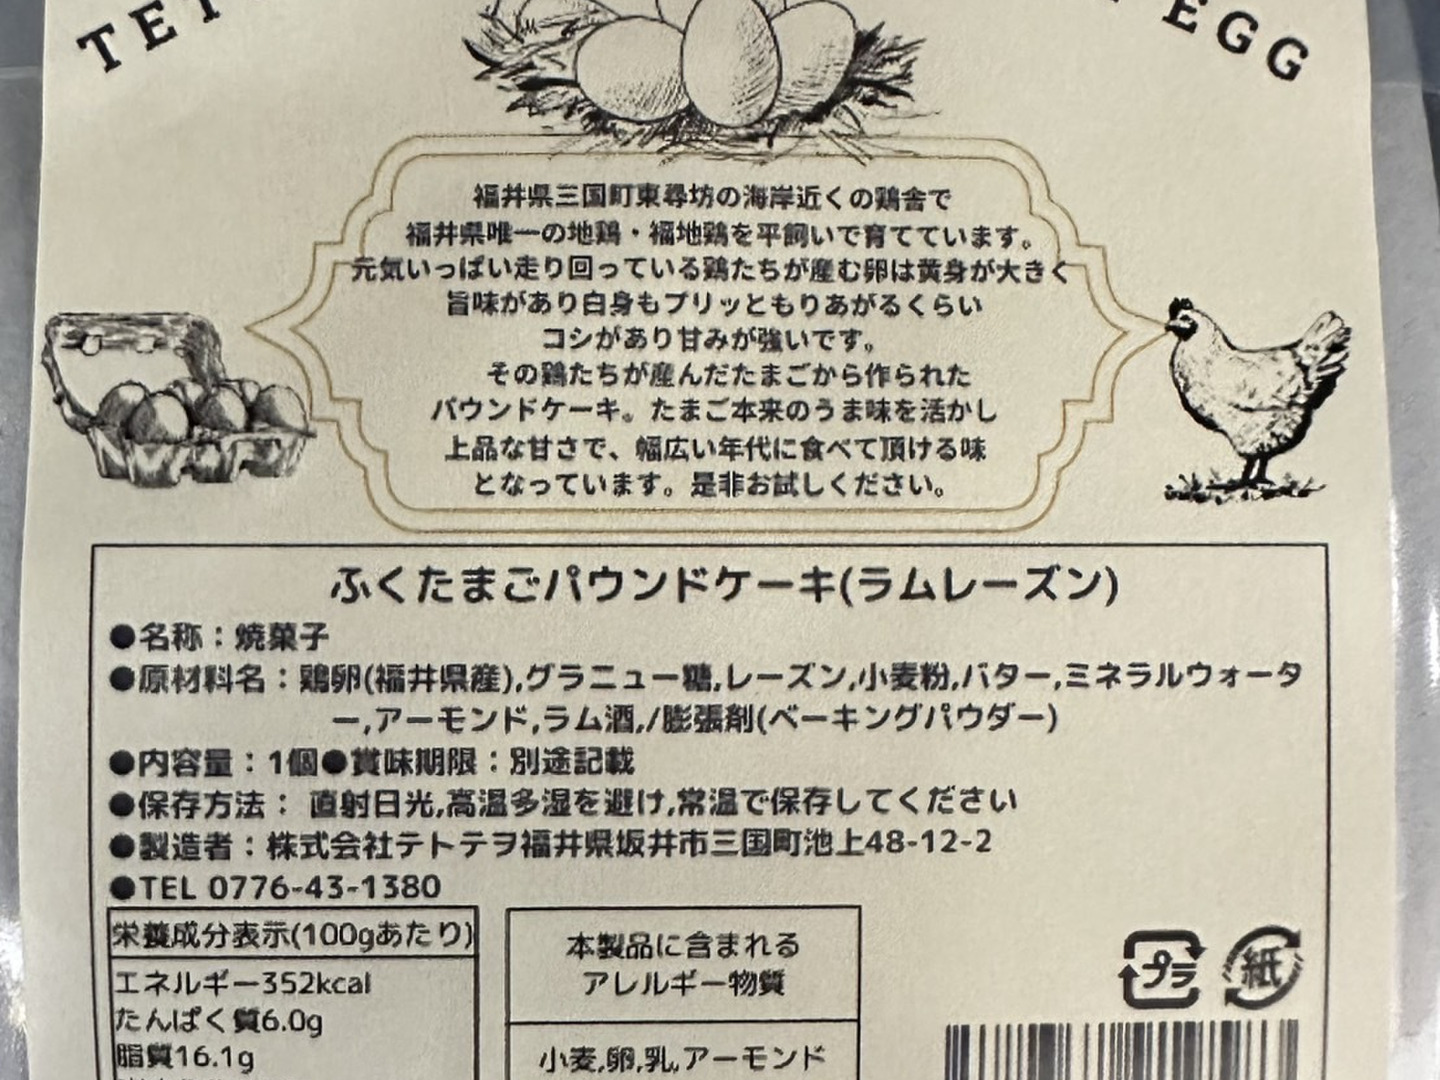 EGG
福井県三国町東尋坊の海岸近くの鶏舎で
福井県唯一の地鶏・福地鶏を平飼いで育てています。
元気いっぱい走り回っている鶏たちが産む卵は黄身が大きく
旨味があり白身もプリッともりあがるくらい
コシがあり甘みが強いです。
その鶏たちが産んだたまごから作られた
パウンドケーキ。たまご本来のうま味を活かし
上品な甘さで、幅広い年代に食べて頂ける味
となっています。是非お試しください。
ふくたまごパウンドケーキ(ラムレーズン)
●名称：焼菓子
●原材料名：鶏卵(福井県産),グラニュー糖,レーズン,小麦粉,バター,ミネラルウォータ
ー,アーモンド,ラム酒,/膨張剤(ベーキングパウダー)
●内容量：1個●賞味期限：別途記載
●保存方法： 直射日光,高温多湿を避け,常温で保存してください
●製造者：株式会社テトテヲ福井県坂井市三国町池上48-12-2
●TEL 0776-43-1380
栄養成分表示(100gあたり)
エネルギー352kcal
たんぱく質6.0g
脂質16.1g
本製品に含まれる
アレルギー物質
小麦,卵,乳,アーモンド
プラ
紙